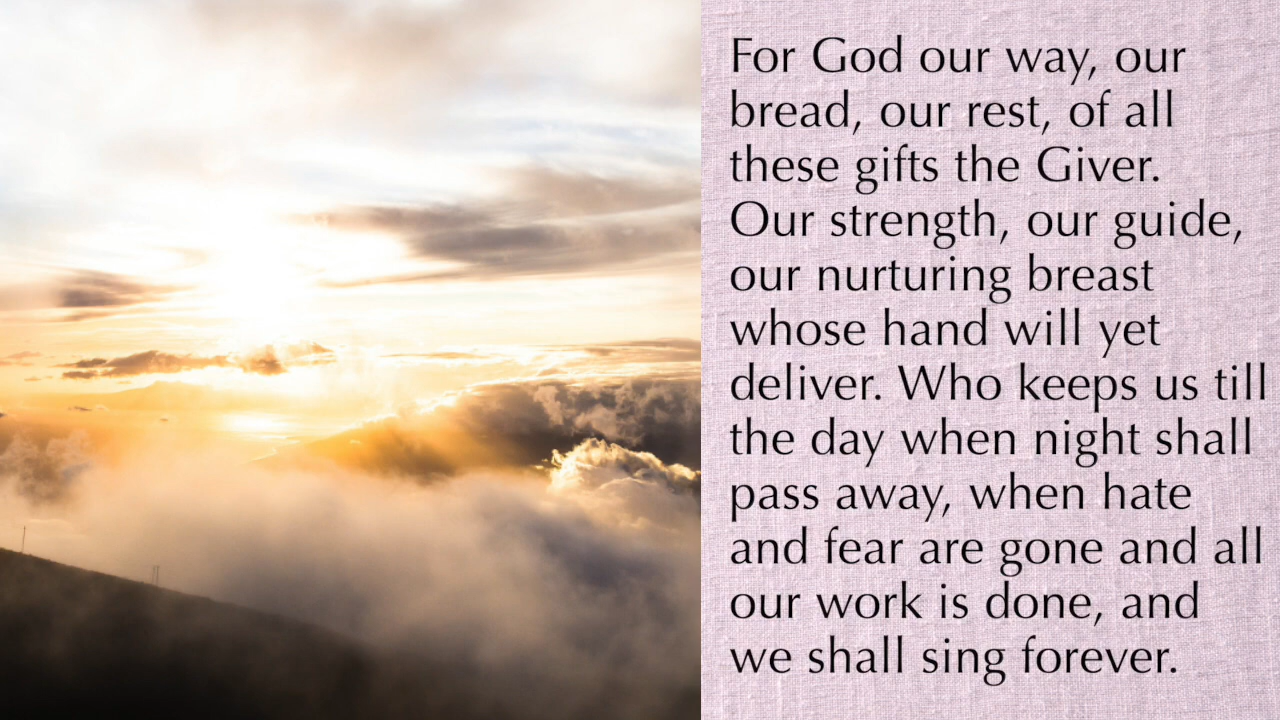 For God our way, our
bread, our rest, of all
these gifts the Giver.
Our strength, our guide,
our nurturing breast
whose hand will yet
deliver. Who keeps us till
the day when night shall
pass away, when hate
and fear are gone and all
our work is done, and
we shall sing forever.